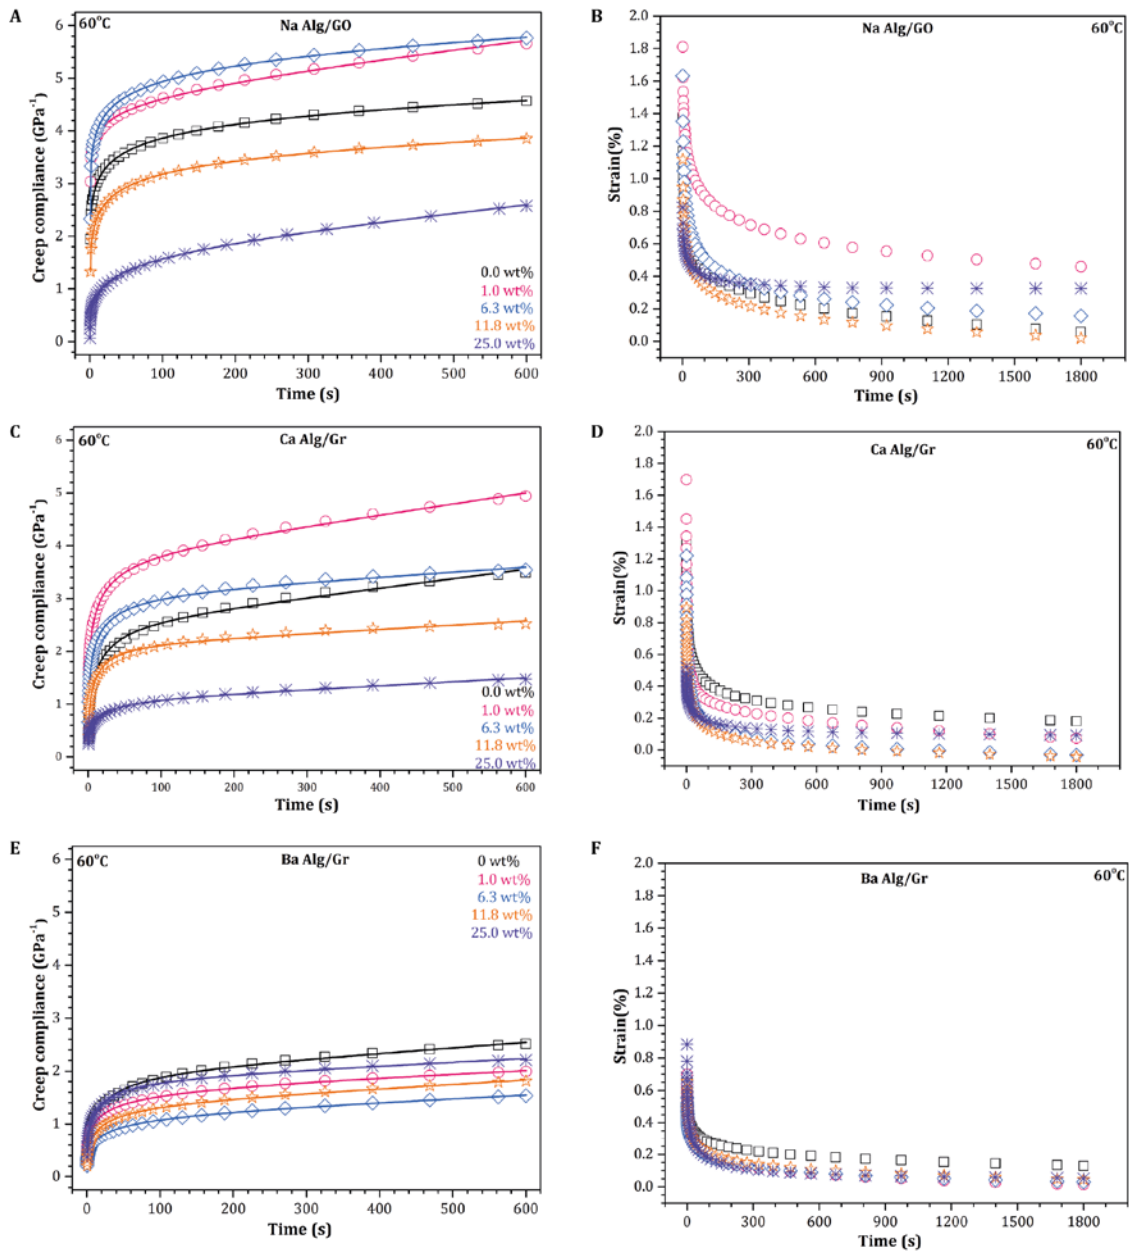 A
60°C
Na Alg/GO
Creep compliance (GPa⁻¹)
6
5
4
3
2
1
0
0.0 wt%
1.0 wt%
6.3 wt%
11.8 wt%
25.0 wt%
0 100 200 300 400 500 600
Time (s)
B
Na Alg/GO
60°C
Strain(%)
2.0
1.8
1.6
1.4
1.2
1.0
0.8
0.6
0.4
0.2
0.0
0 300 600 900 1200 1500 1800
Time (s)
C
60°C
Ca Alg/Gr
Creep compliance (GPa⁻¹)
6
5
4
3
2
1
0
0.0 wt%
1.0 wt%
6.3 wt%
11.8 wt%
25.0 wt%
0 100 200 300 400 500 600
Time (s)
D
Ca Alg/Gr
60°C
Strain(%)
2.0
1.8
1.6
1.4
1.2
1.0
0.8
0.6
0.4
0.2
0.0
0 300 600 900 1200 1500 1800
Time (s)
E
60°C
Ba Alg/Gr
Creep compliance (GPa⁻¹)
6
5
4
3
2
1
0
0 wt%
1.0 wt%
6.3 wt%
11.8 wt%
25.0 wt%
0 100 200 300 400 500 600
Time (s)
F
Ba Alg/Gr
60°C
Strain(%)
2.0
1.8
1.6
1.4
1.2
1.0
0.8
0.6
0.4
0.2
0.0
0 300 600 900 1200 1500 1800
Time (s)